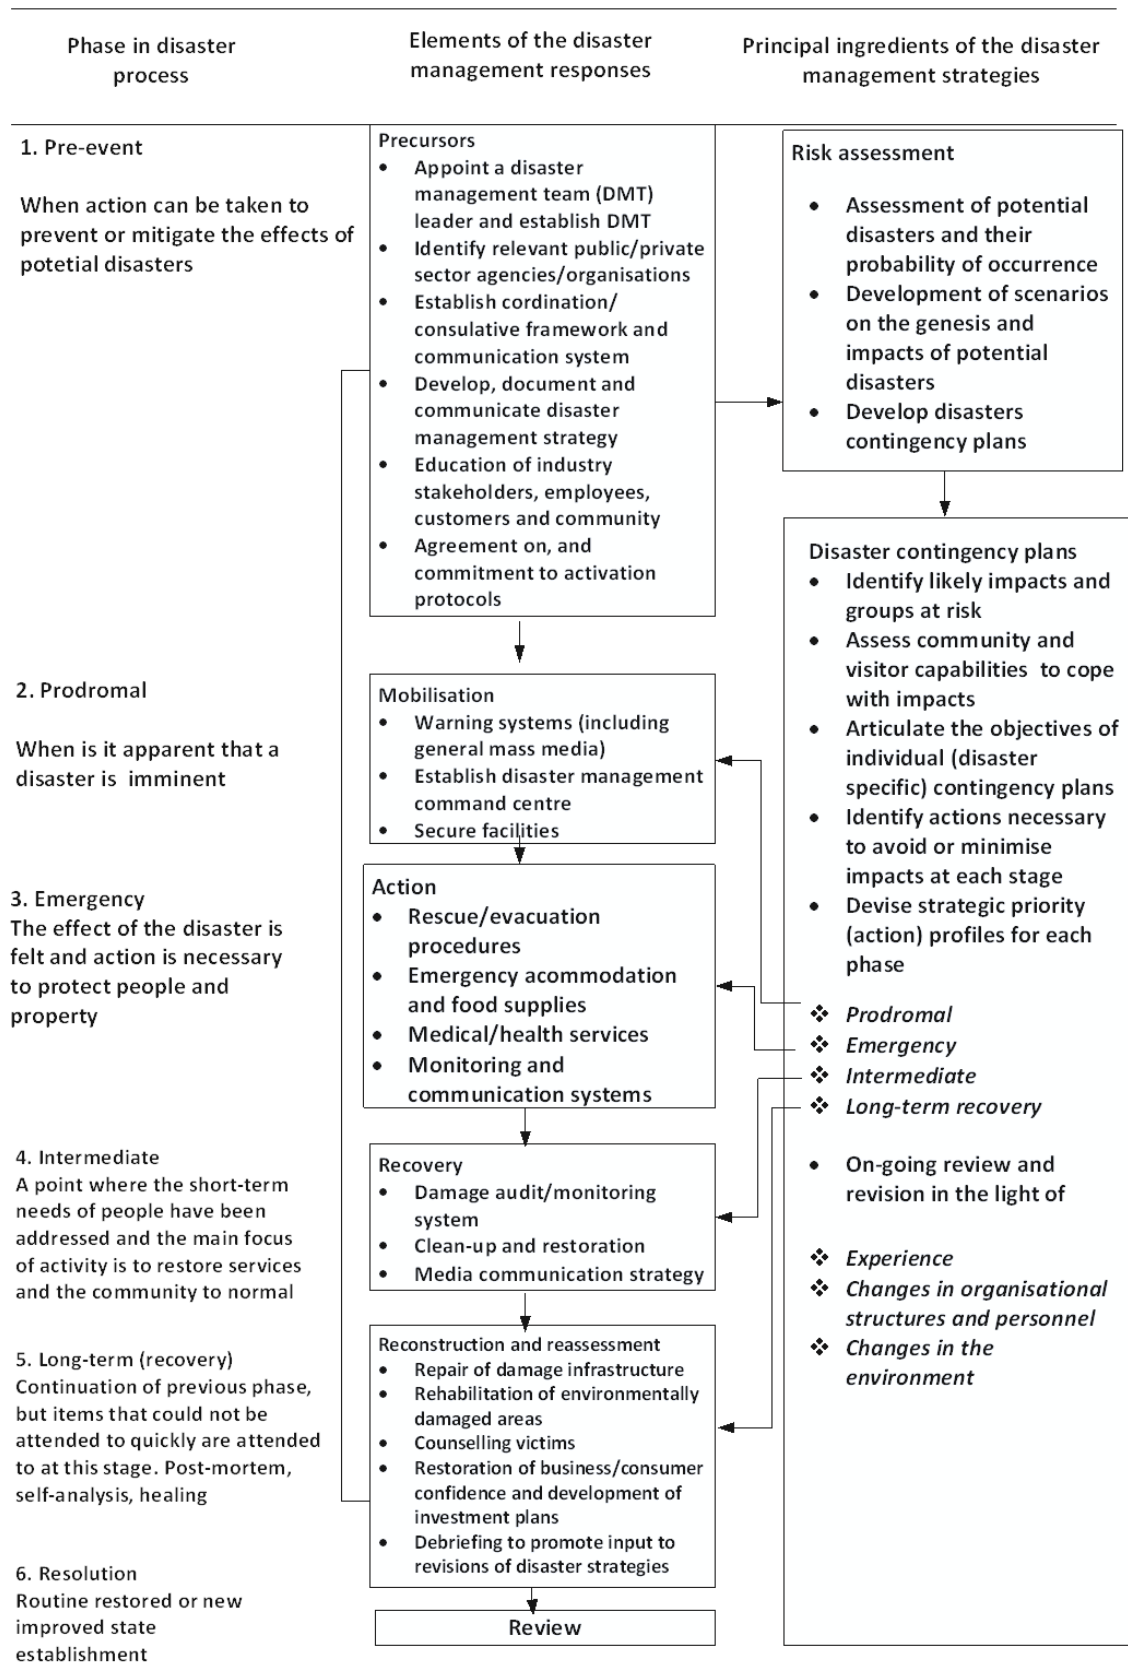 Phase in disaster
process
Elements of the disaster
management responses
Principal ingredients of the disaster
management strategies
1. Pre-event
When action can be taken to
prevent or mitigate the effects of
potetial disasters
Precursors
• Appoint a disaster
management team (DMT)
leader and establish DMT
• Identify relevant public/private
sector agencies/organisations
• Establish cordination/
consulative framework and
communication system
• Develop, document and
communicate disaster
management strategy
• Education of industry
stakeholders, employees,
customers and community
• Agreement on, and
commitment to activation
protocols
Risk assessment
• Assessment of potential
disasters and their
probability of occurrence
• Development of scenarios
on the genesis and
impacts of potential
disasters
• Develop disasters
contingency plans
Disaster contingency plans
• Identify likely impacts and
groups at risk
• Assess community and
visitor capabilities to cope
with impacts
• Articulate the objectives of
individual (disaster
specific) contingency plans
• Identify actions necessary
to avoid or minimise
impacts at each stage
• Devise strategic priority
(action) profiles for each
phase
❖ Prodromal
❖ Emergency
❖ Intermediate
❖ Long-term recovery
• On-going review and
revision in the light of
❖ Experience
❖ Changes in organisational
structures and personnel
❖ Changes in the
environment
2. Prodromal
When is it apparent that a
disaster is imminent
Mobilisation
• Warning systems (including
general mass media)
• Establish disaster management
command centre
• Secure facilities
3. Emergency
The effect of the disaster is
felt and action is necessary
to protect people and
property
Action
• Rescue/evacuation
procedures
• Emergency acommodation
and food supplies
• Medical/health services
• Monitoring and
communication systems
4. Intermediate
A point where the short-term
needs of people have been
addressed and the main focus
of activity is to restore services
and the community to normal
Recovery
• Damage audit/monitoring
system
• Clean-up and restoration
• Media communication strategy
5. Long-term (recovery)
Continuation of previous phase,
but items that could not be
attended to quickly are attended
to at this stage. Post-mortem,
self-analysis, healing
Reconstruction and reassessment
• Repair of damage infrastructure
• Rehabilitation of environmentally
damaged areas
• Counselling victims
• Restoration of business/consumer
confidence and development of
investment plans
• Debriefing to promote input to
revisions of disaster strategies
6. Resolution
Routine restored or new
improved state
establishment
Review